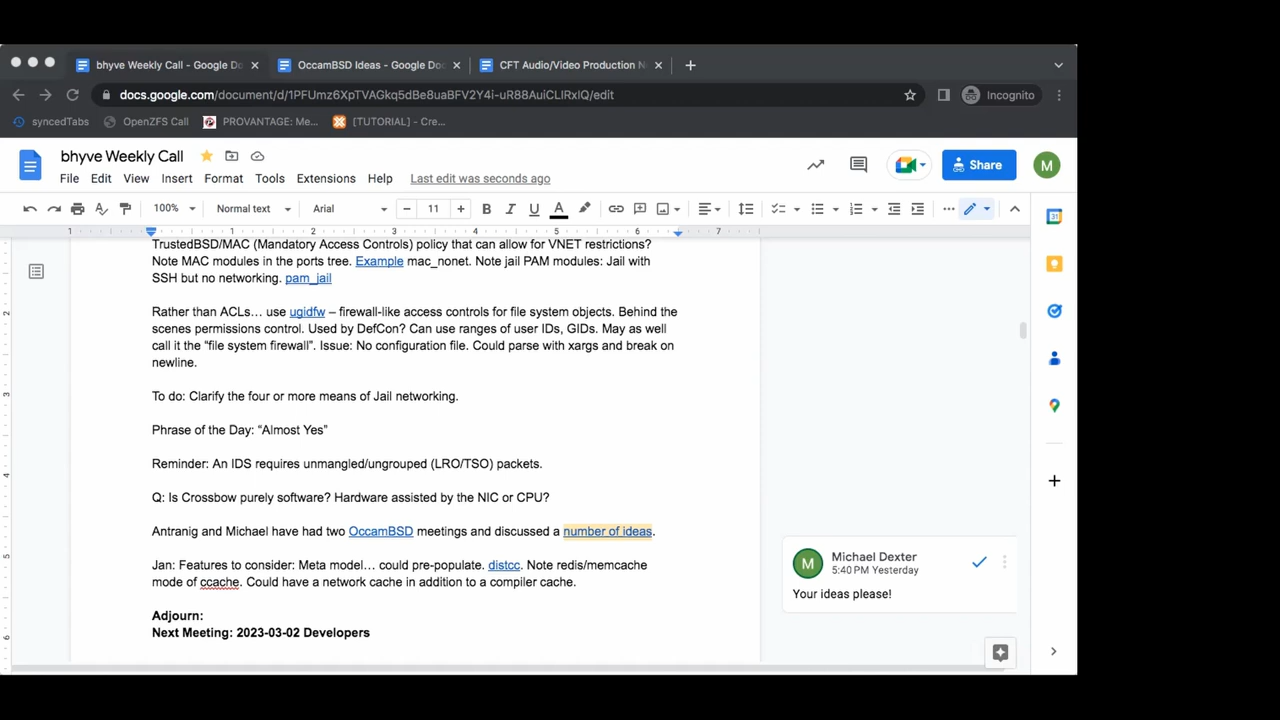 bhyve Weekly Call - Google Do
OccamBSD Ideas - Google Doc
CFT Audio/Video Production N
docs.google.com/document/d/1PFUmz6XpTVAGkq5dBe8uaBFV2Y4i-uR88AuiCLlRxlQ/edit
Incognito
syncedTabs
OpenZFS Call
PROVANTAGE: Me...
[TUTORIAL] - Cre...
bhyve Weekly Call
File Edit View Insert Format Tools Extensions Help Last edit was seconds ago
Share
M
100% Normal text Arial 11 B I U A
1 1 2 3 4 5 6 7
TrustedBSD/MAC (Mandatory Access Controls) policy that can allow for VNET restrictions?
Note MAC modules in the ports tree. Example mac_nonet. Note jail PAM modules: Jail with
SSH but no networking. pam_jail
Rather than ACLs… use ugidfw – firewall-like access controls for file system objects. Behind the
scenes permissions control. Used by DefCon? Can use ranges of user IDs, GIDs. May as well
call it the “file system firewall”. Issue: No configuration file. Could parse with xargs and break on
newline.
To do: Clarify the four or more means of Jail networking.
Phrase of the Day: “Almost Yes”
Reminder: An IDS requires unmangled/ungrouped (LRO/TSO) packets.
Q: Is Crossbow purely software? Hardware assisted by the NIC or CPU?
Antranig and Michael have had two OccamBSD meetings and discussed a number of ideas.
Jan: Features to consider: Meta model… could pre-populate. distcc. Note redis/memcache
mode of ccache. Could have a network cache in addition to a compiler cache.
Adjourn:
Next Meeting: 2023-03-02 Developers
M
Michael Dexter
5:40 PM Yesterday
Your ideas please!